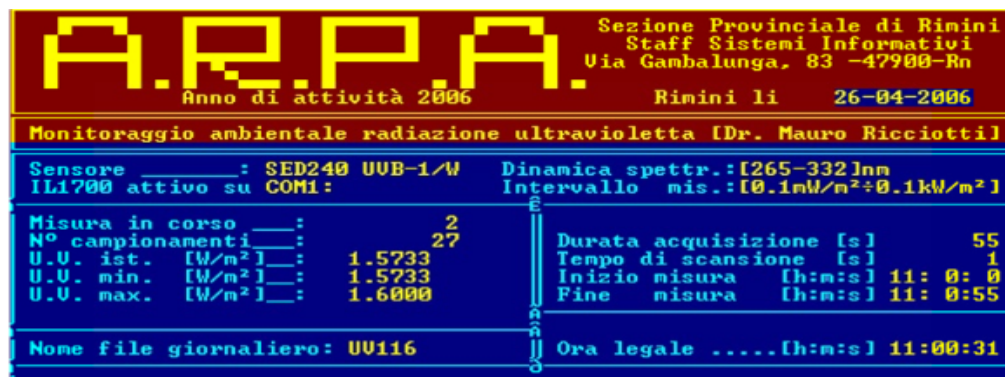 A.R.P.A.
Sezione Provinciale di Rimini
Staff Sistemi Informativi
Via Gambalunga, 83 -47900-Rn
Anno di attività 2006 Rimini li 26-04-2006
Monitoraggio ambientale radiazione ultravioletta [Dr. Mauro Ricciotti]
Sensore ________: SED240 UVB-1/W Dinamica spettr.:[265-332]nm
IL1700 attivo su COM1: Intervallo mis.:[0.1mW/m²÷0.1kW/m²]
Misura in corso __: 2
Nº campionamenti___: 27
U.V. ist. [W/m²]__: 1.5733
U.V. min. [W/m²]__: 1.5733
U.V. max. [W/m²]__: 1.6000
Durata acquisizione [s] 55
Tempo di scansione [s] 1
Inizio misura [h:m:s] 11: 0: 0
Fine misura [h:m:s] 11: 0:55
Nome file giornaliero: UV116
Ora legale .....[h:m:s] 11:00:31